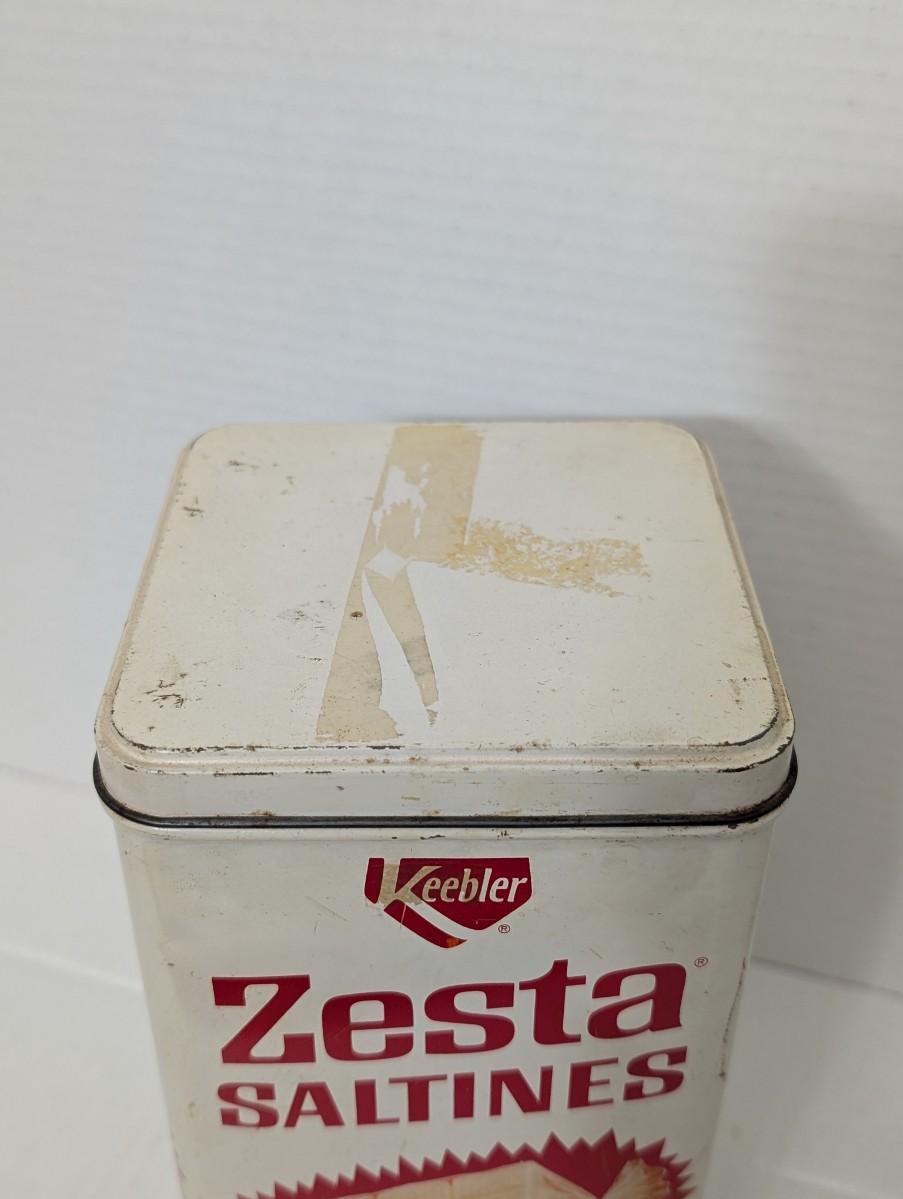 Keebler
®
Zesta®
SALTINES